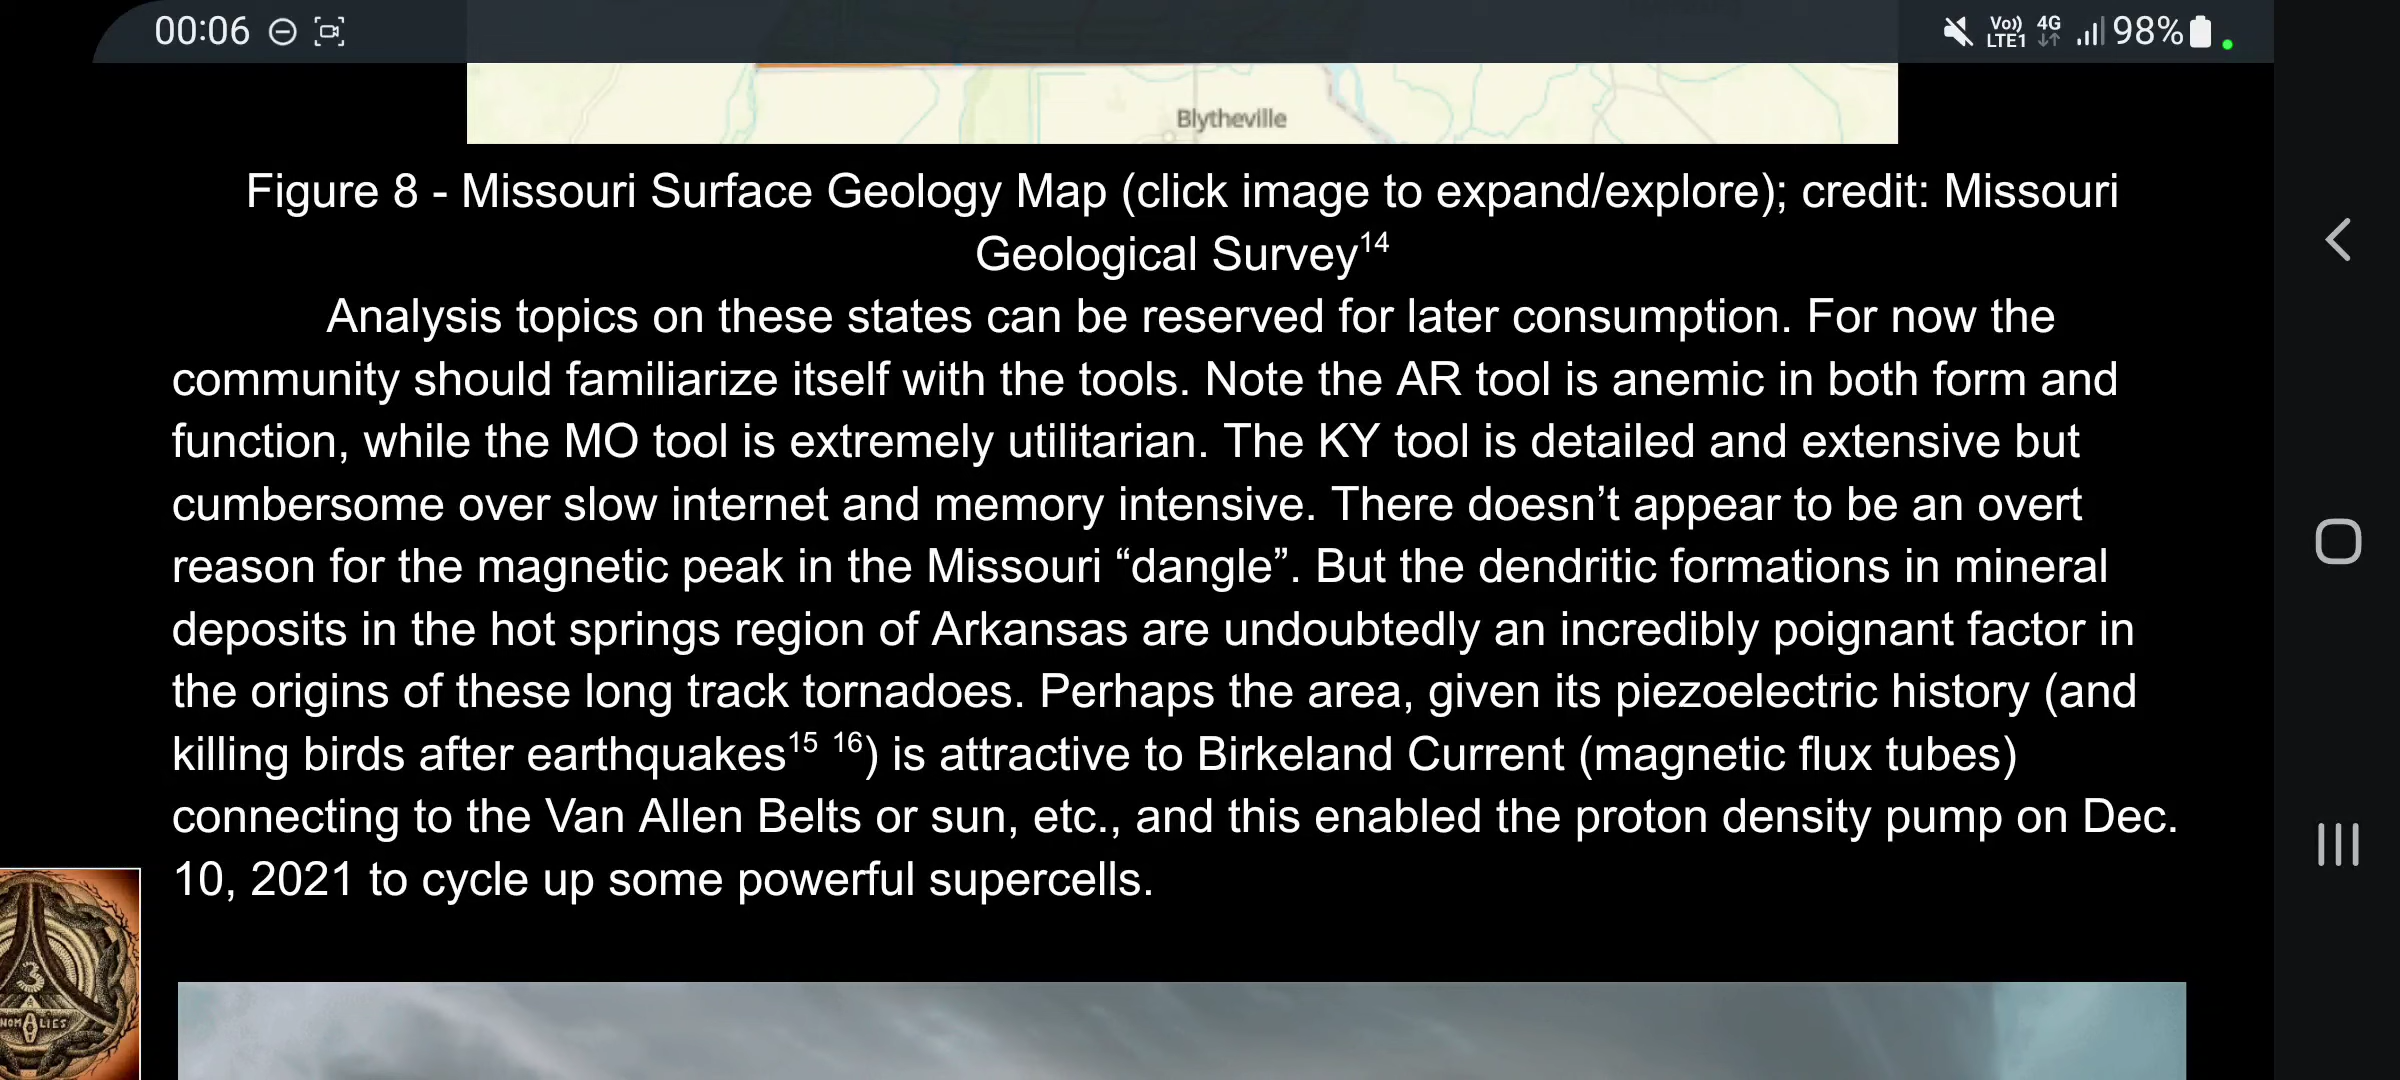 00:06
Vo)) LTE1 4G 98%
Blytheville
Figure 8 - Missouri Surface Geology Map (click image to expand/explore); credit: Missouri
Geological Survey14
Analysis topics on these states can be reserved for later consumption. For now the
community should familiarize itself with the tools. Note the AR tool is anemic in both form and
function, while the MO tool is extremely utilitarian. The KY tool is detailed and extensive but
cumbersome over slow internet and memory intensive. There doesn’t appear to be an overt
reason for the magnetic peak in the Missouri “dangle”. But the dendritic formations in mineral
deposits in the hot springs region of Arkansas are undoubtedly an incredibly poignant factor in
the origins of these long track tornadoes. Perhaps the area, given its piezoelectric history (and
killing birds after earthquakes15 16) is attractive to Birkeland Current (magnetic flux tubes)
connecting to the Van Allen Belts or sun, etc., and this enabled the proton density pump on Dec.
10, 2021 to cycle up some powerful supercells.
3